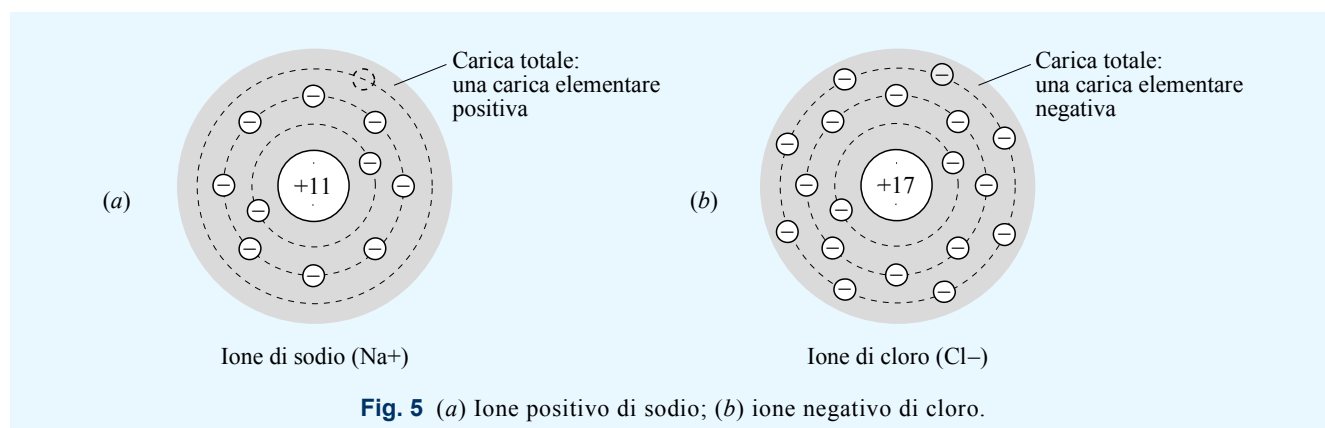 Carica totale:
una carica elementare
positiva
(a)
+11
Ione di sodio (Na+)
Carica totale:
una carica elementare
negativa
(b)
+17
Ione di cloro (Cl–)
Fig. 5 (a) Ione positivo di sodio; (b) ione negativo di cloro.